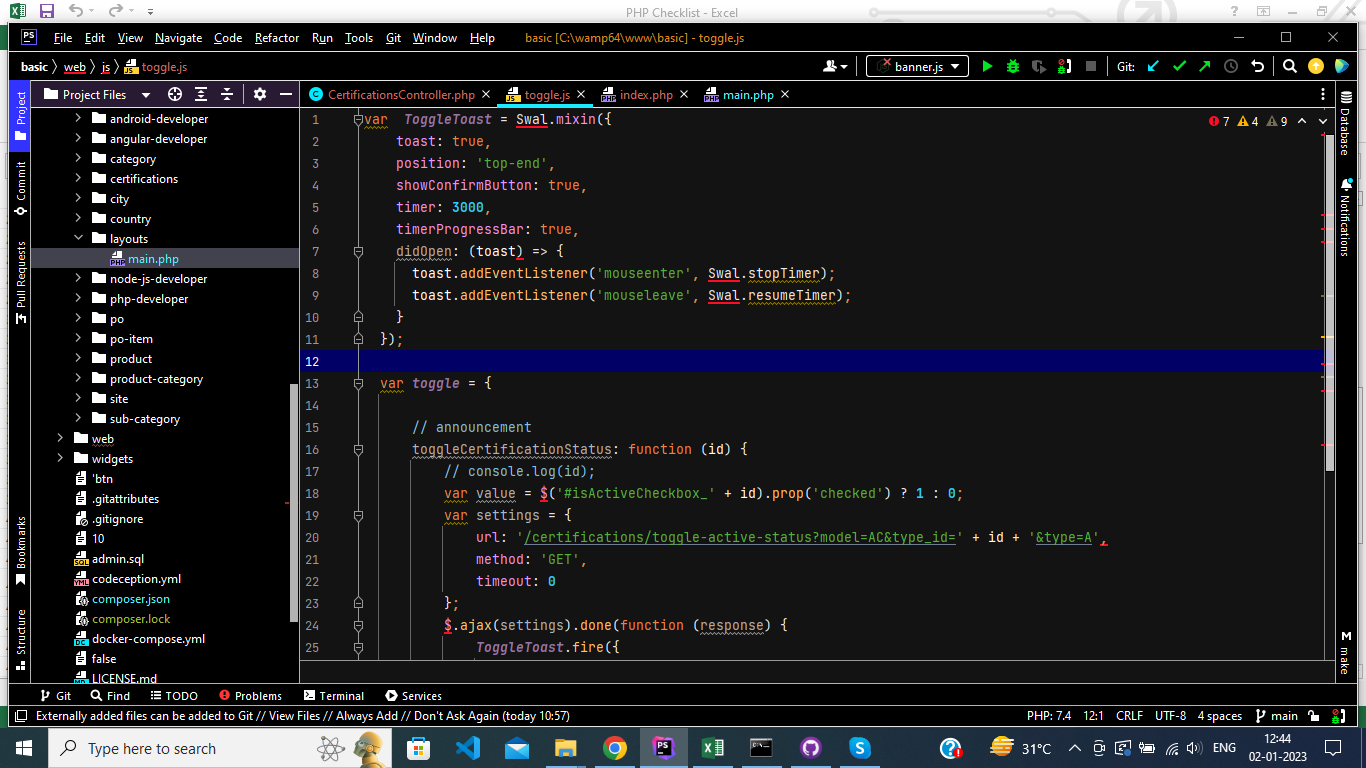 PHP Checklist - Excel
PS File Edit View Navigate Code Refactor Run Tools Git Window Help basic [C:\wamp64\www\basic] - toggle.js
basic web js toggle.js banner.js Git:
Project Files
CertificationsController.php toggle.js index.php main.php
Project
Commit
Pull Requests
Bookmarks
Structure
android-developer
angular-developer
category
certifications
city
country
layouts
main.php
node-js-developer
php-developer
po
po-item
product
product-category
site
sub-category
web
widgets
'btn
.gitattributes
.gitignore
10
admin.sql
codeception.yml
composer.json
composer.lock
docker-compose.yml
false
LICENSE.md
7 4 9
1 var  ToggleToast = Swal.mixin({
2 toast: true,
3 position: 'top-end',
4 showConfirmButton: true,
5 timer: 3000,
6 timerProgressBar: true,
7 didOpen: (toast) => {
8 toast.addEventListener('mouseenter', Swal.stopTimer);
9 toast.addEventListener('mouseleave', Swal.resumeTimer);
10 }
11 });
12
13 var toggle = {
14
15 // announcement
16 toggleCertificationStatus: function (id) {
17 // console.log(id);
18 var value = $('#isActiveCheckbox_' + id).prop('checked') ? 1 : 0;
19 var settings = {
20 url: '/certifications/toggle-active-status?model=AC&type_id=' + id + '&type=A',
21 method: 'GET',
22 timeout: 0
23 };
24 $.ajax(settings).done(function (response) {
25 ToggleToast.fire({
Database
Notifications
make
Git Find TODO Problems Terminal Services
Externally added files can be added to Git // View Files // Always Add // Don't Ask Again (today 10:57) PHP: 7.4 12:1 CRLF UTF-8 4 spaces main
Type here to search 31°C ENG 12:44
02-01-2023